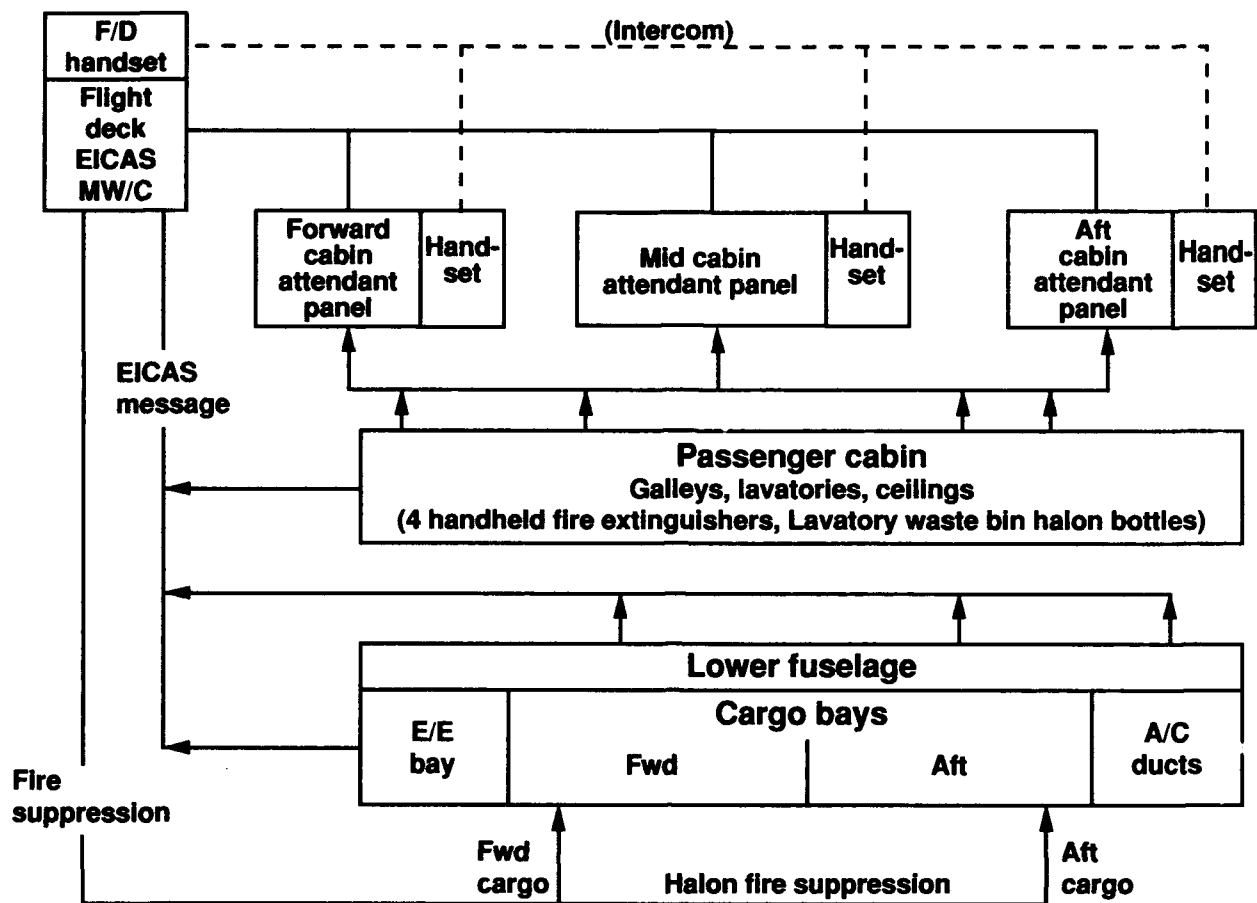 F/D
handset
Flight
deck
EICAS
MW/C
(Intercom)
Forward
cabin
attendant
panel
Hand-
set
Mid cabin
attendant panel
Hand-
set
Aft
cabin
attendant
panel
Hand-
set
EICAS
message
Passenger cabin
Galleys, lavatories, ceilings
(4 handheld fire extinguishers, Lavatory waste bin halon bottles)
Lower fuselage
E/E
bay
Cargo bays
Fwd
Aft
A/C
ducts
Fire
suppression
Fwd
cargo
Halon fire suppression
Aft
cargo